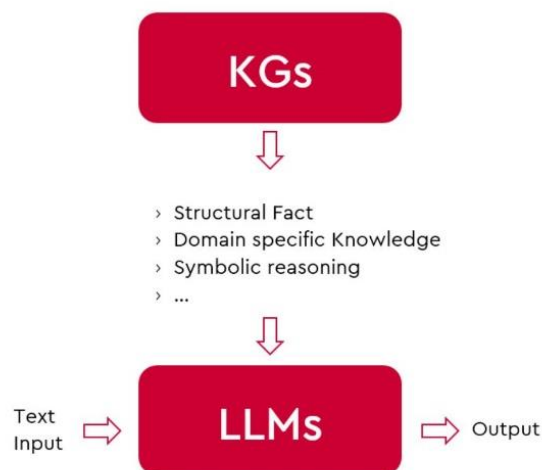 KGs
› Structural Fact
› Domain specific Knowledge
› Symbolic reasoning
› ...
Text
Input
LLMs
Output